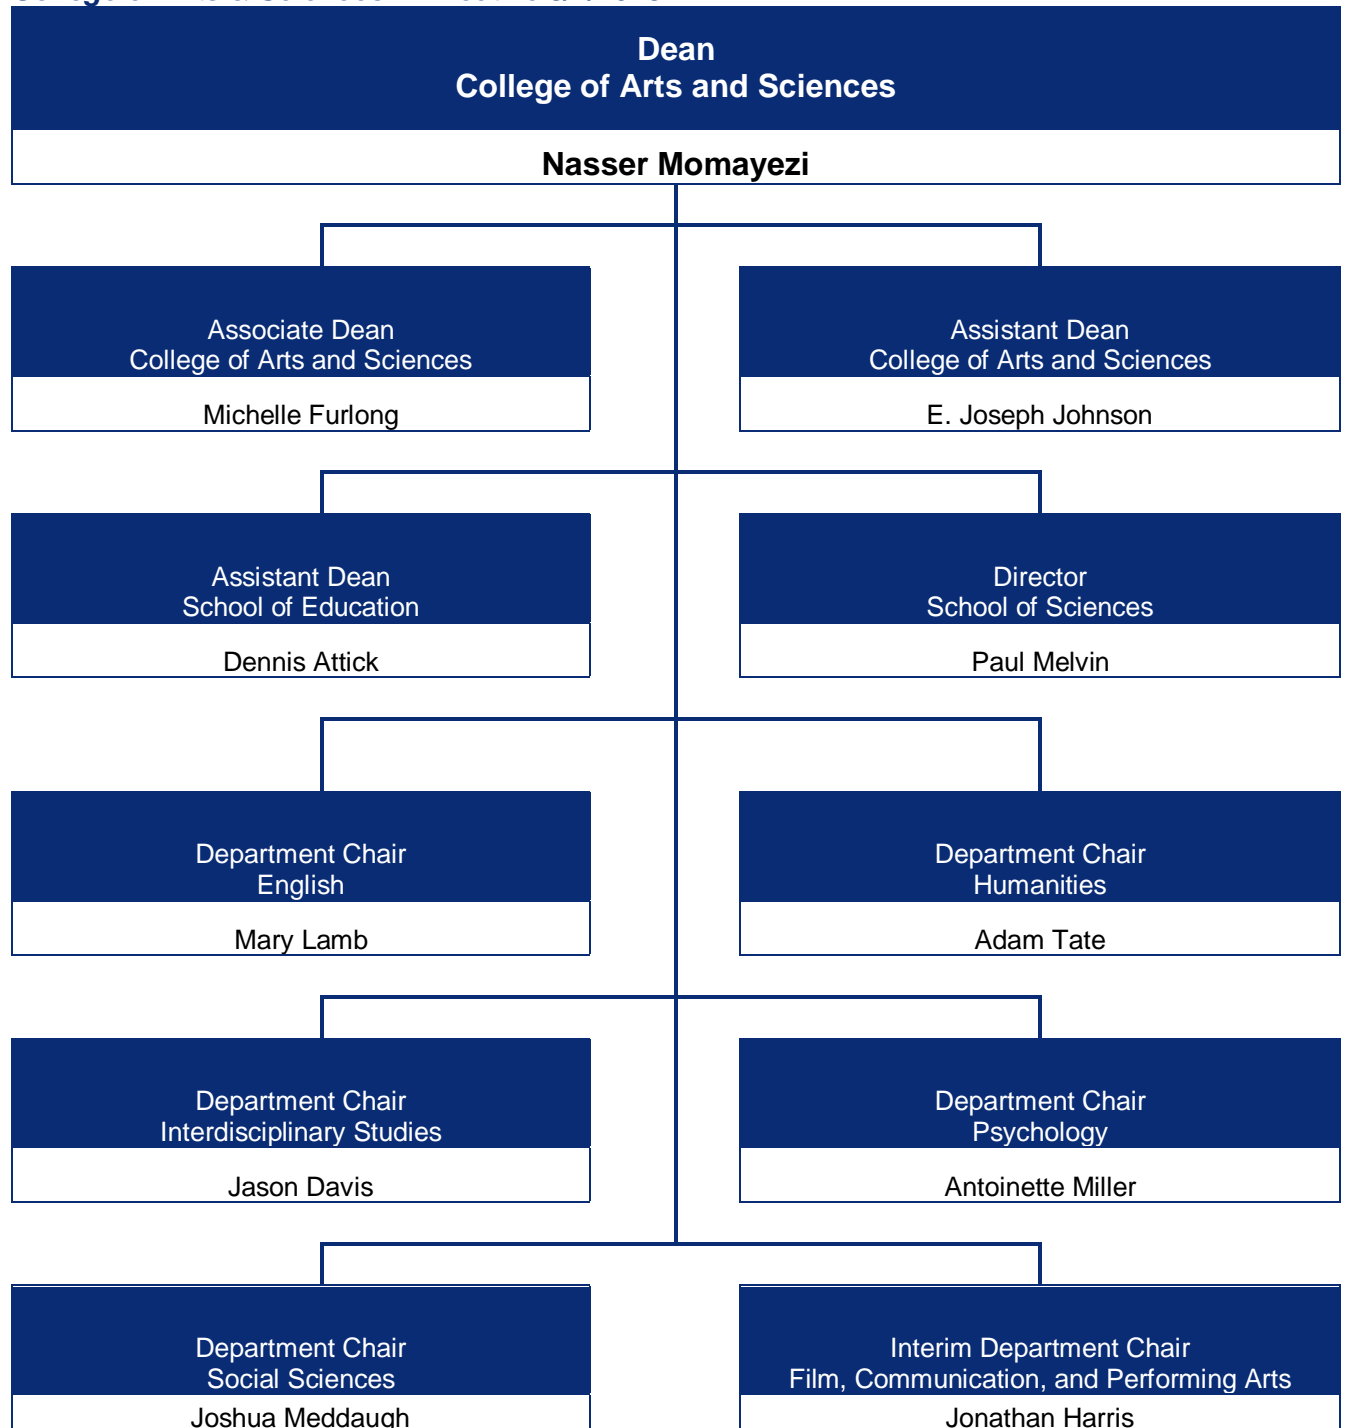 Dean
College of Arts and Sciences
Nasser Momayezi
Associate Dean
College of Arts and Sciences
Michelle Furlong
Assistant Dean
College of Arts and Sciences
E. Joseph Johnson
Assistant Dean
School of Education
Dennis Attick
Director
School of Sciences
Paul Melvin
Department Chair
English
Mary Lamb
Department Chair
Humanities
Adam Tate
Department Chair
Interdisciplinary Studies
Jason Davis
Department Chair
Psychology
Antoinette Miller
Department Chair
Social Sciences
Joshua Meddaugh
Interim Department Chair
Film, Communication, and Performing Arts
Jonathan Harris